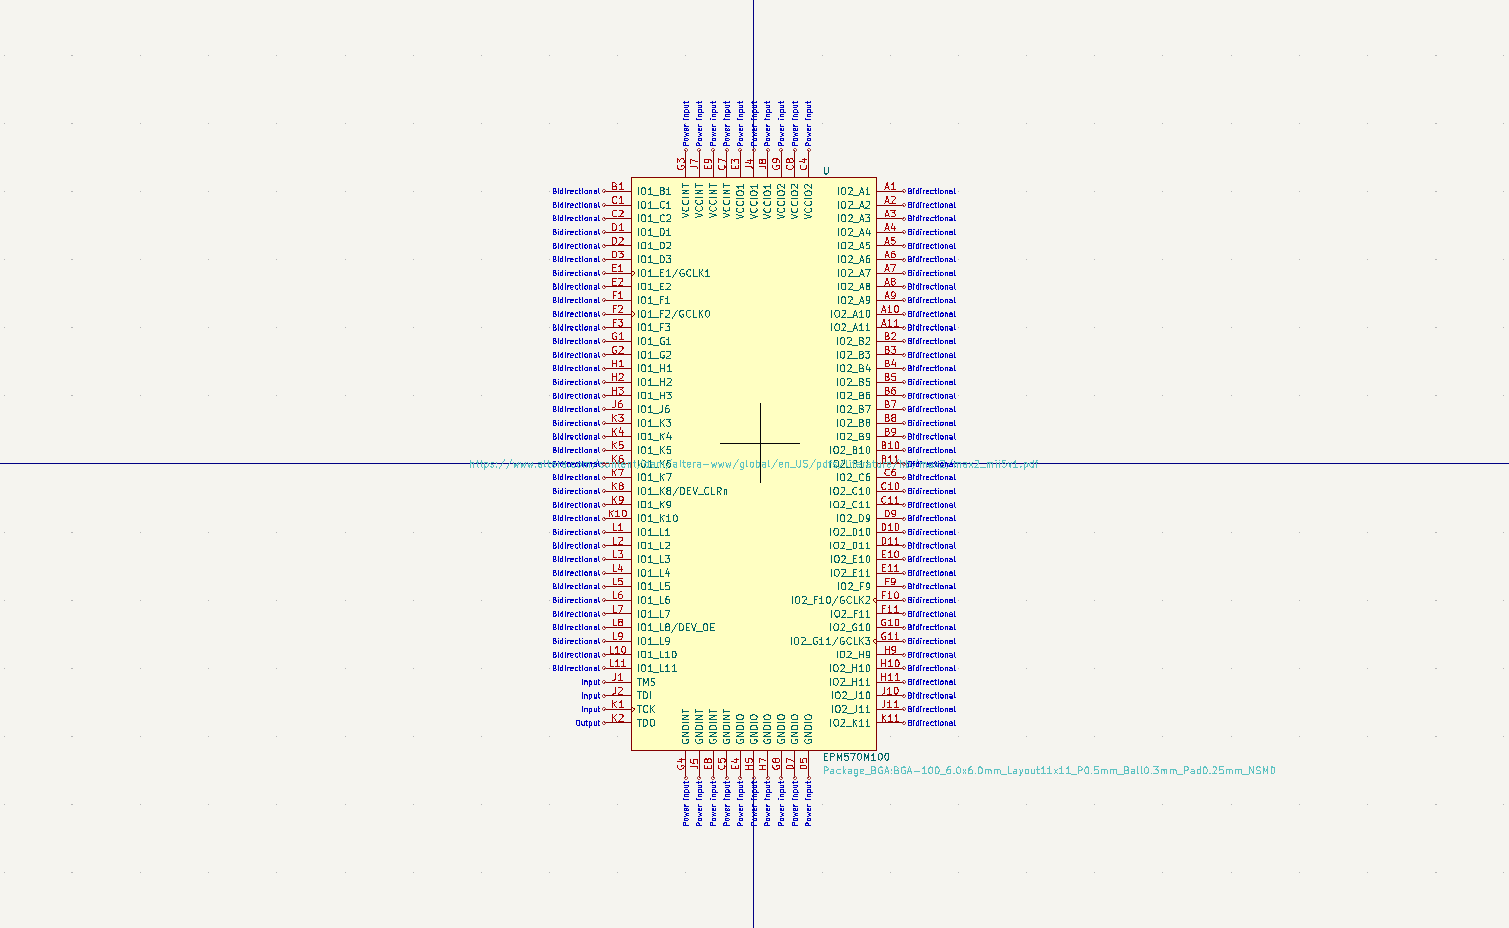 Power Input Power Input Power Input Power Input Power Input Power Input Power Input Power Input Power Input Power Input
G3 J7 E9 C7 E3 J4 J8 G9 C8 C4
U
VCCINT VCCINT VCCINT VCCINT VCCIO1 VCCIO1 VCCIO1 VCCIO2 VCCIO2 VCCIO2
Bidirectional B1 IO1_B1 IO2_A1 A1 Bidirectional
Bidirectional C1 IO1_C1 IO2_A2 A2 Bidirectional
Bidirectional C2 IO1_C2 IO2_A3 A3 Bidirectional
Bidirectional D1 IO1_D1 IO2_A4 A4 Bidirectional
Bidirectional D2 IO1_D2 IO2_A5 A5 Bidirectional
Bidirectional D3 IO1_D3 IO2_A6 A6 Bidirectional
Bidirectional E1 IO1_E1/GCLK1 IO2_A7 A7 Bidirectional
Bidirectional E2 IO1_E2 IO2_A8 A8 Bidirectional
Bidirectional F1 IO1_F1 IO2_A9 A9 Bidirectional
Bidirectional F2 IO1_F2/GCLK0 IO2_A10 A10 Bidirectional
Bidirectional F3 IO1_F3 IO2_A11 A11 Bidirectional
Bidirectional G1 IO1_G1 IO2_B2 B2 Bidirectional
Bidirectional G2 IO1_G2 IO2_B3 B3 Bidirectional
Bidirectional H1 IO1_H1 IO2_B4 B4 Bidirectional
Bidirectional H2 IO1_H2 IO2_B5 B5 Bidirectional
Bidirectional H3 IO1_H3 IO2_B6 B6 Bidirectional
Bidirectional J6 IO1_J6 IO2_B7 B7 Bidirectional
Bidirectional K3 IO1_K3 IO2_B8 B8 Bidirectional
Bidirectional K4 IO1_K4 IO2_B9 B9 Bidirectional
Bidirectional K5 IO1_K5 IO2_B10 B10 Bidirectional
Bidirectional K6 IO1_K6 IO2_B11 B11 Bidirectional
https://www.altera.com/content/dam/altera-www/global/en_US/pdfs/literature/hb/max2/max2_mii5v1.pdf
Bidirectional K7 IO1_K7 IO2_C6 C6 Bidirectional
Bidirectional K8 IO1_K8/DEV_CLRn IO2_C10 C10 Bidirectional
Bidirectional K9 IO1_K9 IO2_C11 C11 Bidirectional
Bidirectional K10 IO1_K10 IO2_D9 D9 Bidirectional
Bidirectional L1 IO1_L1 IO2_D10 D10 Bidirectional
Bidirectional L2 IO1_L2 IO2_D11 D11 Bidirectional
Bidirectional L3 IO1_L3 IO2_E10 E10 Bidirectional
Bidirectional L4 IO1_L4 IO2_E11 E11 Bidirectional
Bidirectional L5 IO1_L5 IO2_F9 F9 Bidirectional
Bidirectional L6 IO1_L6 IO2_F10/GCLK2 F10 Bidirectional
Bidirectional L7 IO1_L7 IO2_F11 F11 Bidirectional
Bidirectional L8 IO1_L8/DEV_OE IO2_G10 G10 Bidirectional
Bidirectional L9 IO1_L9 IO2_G11/GCLK3 G11 Bidirectional
Bidirectional L10 IO1_L10 IO2_H9 H9 Bidirectional
Bidirectional L11 IO1_L11 IO2_H10 H10 Bidirectional
Input J1 TMS IO2_H11 H11 Bidirectional
Input J2 TDI IO2_J10 J10 Bidirectional
Input K1 TCK IO2_J11 J11 Bidirectional
Output K2 TDO IO2_K11 K11 Bidirectional
GNDINT GNDINT GNDINT GNDINT GNDIO GNDIO GNDIO GNDIO GNDIO GNDIO
EPM570M100
G4 J5 E8 C5 E4 H5 H7 G8 D7 D5
Package_BGA:BGA-100_6.0x6.0mm_Layout11x11_P0.5mm_Ball0.3mm_Pad0.25mm_NSMD
Power Input Power Input Power Input Power Input Power Input Power Input Power Input Power Input Power Input Power Input